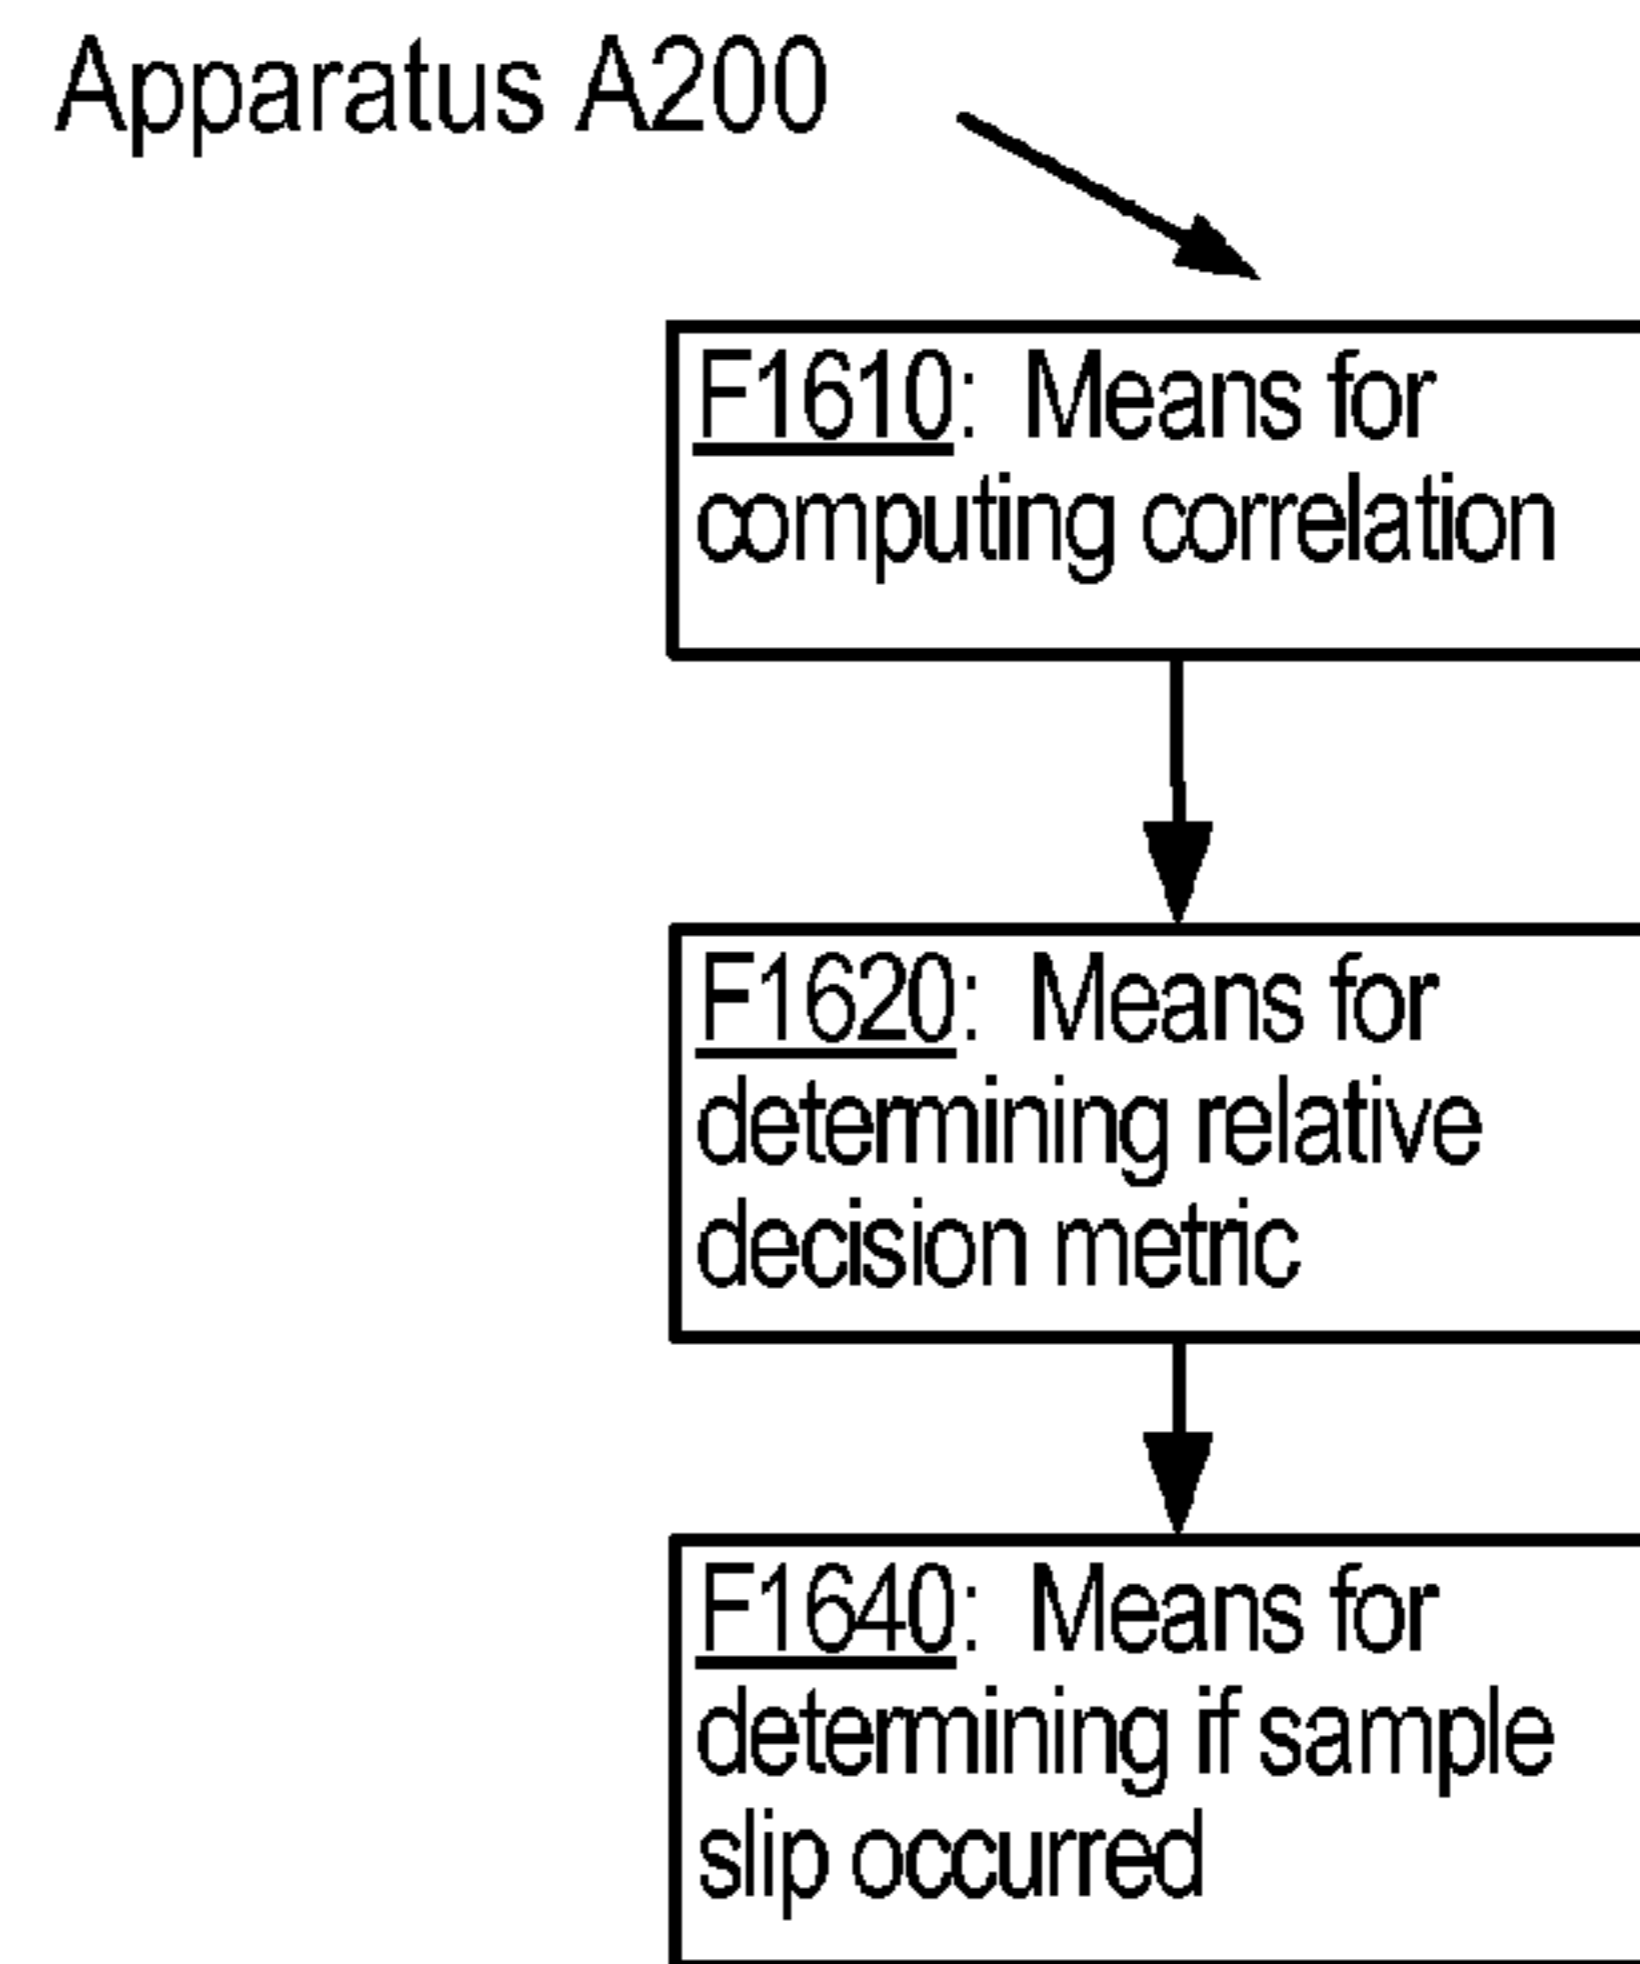 Apparatus A200
F1610: Means for
computing correlation
F1620: Means for
determining relative
decision metric
F1640: Means for
determining if sample
slip occurred